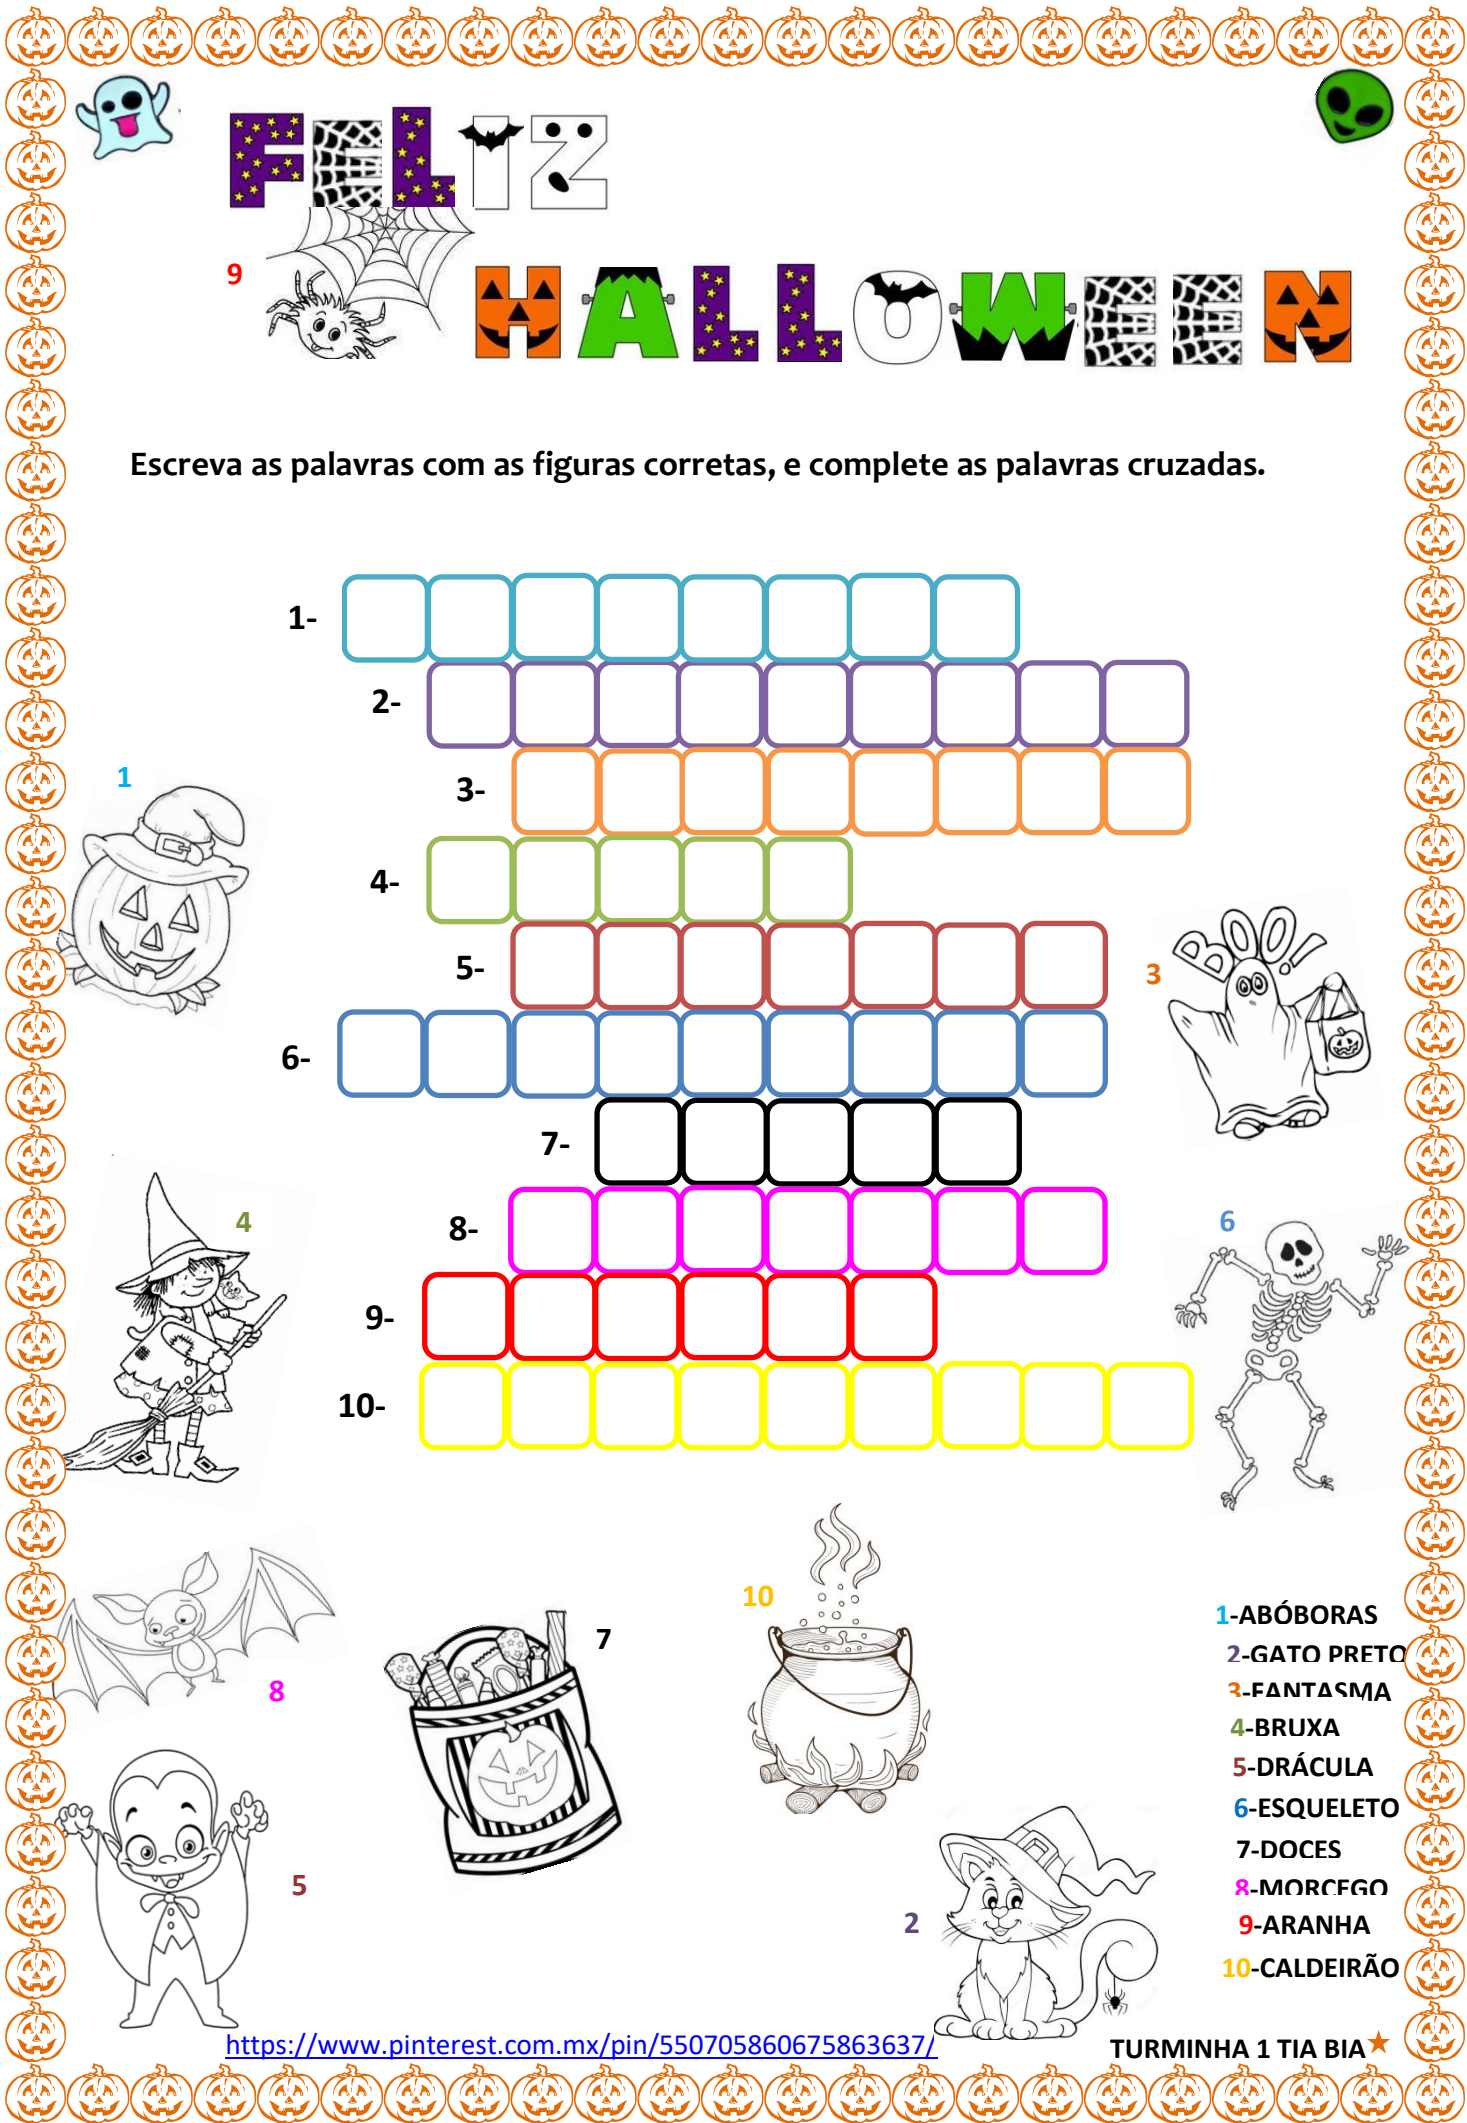 FELIZ
9
HALLOWEEN
Escreva as palavras com as figuras corretas, e complete as palavras cruzadas.
1-
2-
1
3-
4-
BOO!
5-
3
6-
7-
4
8-
6
9-
10-
10
7
8
1-ABÓBORAS
2-GATO PRETO
3-FANTASMA
4-BRUXA
5-DRÁCULA
6-ESQUELETO
7-DOCES
5
8-MORCEGO
2
9-ARANHA
10-CALDEIRÃO
https://www.pinterest.com.mx/pin/550705860675863637/
TURMINHA 1 TIA BIA